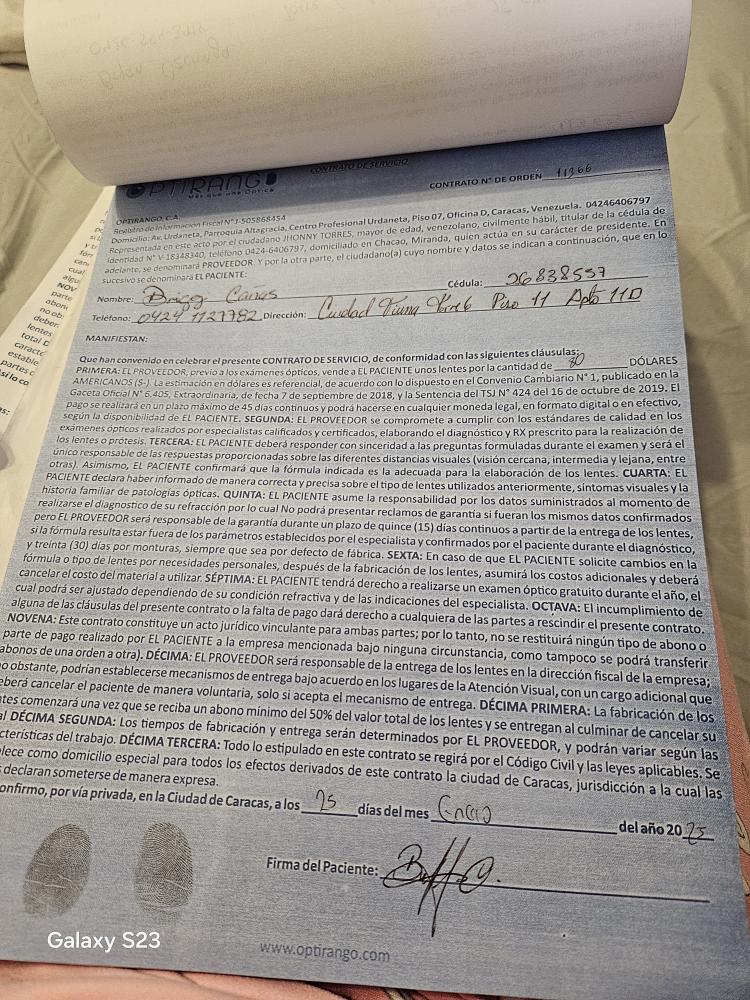 CONTRATO DE SERVICIO
OPTIRANGO
Más que una Óptica
CONTRATO N° DE ORDEN 11366
OPTIRANGO, C.A.
Registro de Informacion Fiscal N° J-505868454
Domicilio: Av. Urdaneta, Parroquia Altagracia, Centro Profesional Urdaneta, Piso 07, Oficina D, Caracas, Venezuela. 04246406797
Representada en este acto por el ciudadano JHONNY TORRES, mayor de edad, venezolano, civilmente hábil, titular de la cédula de
identidad N° V-18348340, teléfono 0424-6406797, domiciliado en Chacao, Miranda, quien actúa en su carácter de presidente. En
adelante, se denominará PROVEEDOR. Y por la otra parte, el ciudadano(a) cuyo nombre y datos se indican a continuación, que en lo
sucesivo se denominará EL PACIENTE:
Nombre: Cañas Cédula: 26838557
Teléfono: 0424 1127782 Dirección: Ciudad Tiuna Torre 6 Piso 11 Apto 11D
MANIFIESTAN:
Que han convenido en celebrar el presente CONTRATO DE SERVICIO, de conformidad con las siguientes cláusulas:
PRIMERA: EL PROVEEDOR, previo a los exámenes ópticos, vende a EL PACIENTE unos lentes por la cantidad de 80 DÓLARES
AMERICANOS ($-). La estimación en dólares es referencial, de acuerdo con lo dispuesto en el Convenio Cambiario N° 1, publicado en la
Gaceta Oficial N° 6.405, Extraordinaria, de fecha 7 de septiembre de 2018, y la Sentencia del TSJ N° 424 del 16 de octubre de 2019. El
pago se realizará en un plazo máximo de 45 días continuos y podrá hacerse en cualquier moneda legal, en formato digital o en efectivo,
según la disponibilidad de EL PACIENTE. SEGUNDA: EL PROVEEDOR se compromete a cumplir con los estándares de calidad en los
exámenes ópticos realizados por especialistas calificados y certificados, elaborando el diagnóstico y RX prescrito para la realización de
los lentes o prótesis. TERCERA: EL PACIENTE deberá responder con sinceridad a las preguntas formuladas durante el examen y será el
único responsable de las respuestas proporcionadas sobre las diferentes distancias visuales (visión cercana, intermedia y lejana, entre
otras). Asimismo, EL PACIENTE confirmará que la fórmula indicada es la adecuada para la elaboración de los lentes. CUARTA: EL
PACIENTE declara haber informado de manera correcta y precisa sobre el tipo de lentes utilizados anteriormente, síntomas visuales y la
historia familiar de patologías ópticas. QUINTA: EL PACIENTE asume la responsabilidad por los datos suministrados al momento de
realizarse el diagnostico de su refracción por lo cual No podrá presentar reclamos de garantía si fueran los mismos datos confirmados
pero EL PROVEEDOR será responsable de la garantía durante un plazo de quince (15) días continuos a partir de la entrega de los lentes,
si la fórmula resulta estar fuera de los parámetros establecidos por el especialista y confirmados por el paciente durante el diagnóstico,
y treinta (30) días por monturas, siempre que sea por defecto de fábrica. SEXTA: En caso de que EL PACIENTE solicite cambios en la
fórmula o tipo de lentes por necesidades personales, después de la fabricación de los lentes, asumirá los costos adicionales y deberá
cancelar el costo del material a utilizar. SÉPTIMA: EL PACIENTE tendrá derecho a realizarse un examen óptico gratuito durante el año, el
cual podrá ser ajustado dependiendo de su condición refractiva y de las indicaciones del especialista. OCTAVA: El incumplimiento de
alguna de las cláusulas del presente contrato o la falta de pago dará derecho a cualquiera de las partes a rescindir el presente contrato.
NOVENA: Este contrato constituye un acto jurídico vinculante para ambas partes; por lo tanto, no se restituirá ningún tipo de abono o
parte de pago realizado por EL PACIENTE a la empresa mencionada bajo ninguna circunstancia, como tampoco se podrá transferir
abonos de una orden a otra). DÉCIMA: EL PROVEEDOR será responsable de la entrega de los lentes en la dirección fiscal de la empresa;
no obstante, podrían establecerse mecanismos de entrega bajo acuerdo en los lugares de la Atención Visual, con un cargo adicional que
deberá cancelar el paciente de manera voluntaria, solo si acepta el mecanismo de entrega. DÉCIMA PRIMERA: La fabricación de los
ntes comenzará una vez que se reciba un abono mínimo del 50% del valor total de los lentes y se entregan al culminar de cancelar su
al DÉCIMA SEGUNDA: Los tiempos de fabricación y entrega serán determinados por EL PROVEEDOR, y podrán variar según las
cterísticas del trabajo. DÉCIMA TERCERA: Todo lo estipulado en este contrato se regirá por el Código Civil y las leyes aplicables. Se
lece como domicilio especial para todos los efectos derivados de este contrato la ciudad de Caracas, jurisdicción a la cual las
s declaran someterse de manera expresa.
onfirmo, por vía privada, en la Ciudad de Caracas, a los 25 días del mes Enero del año 2025
Firma del Paciente:
www.optirango.com
Galaxy S23